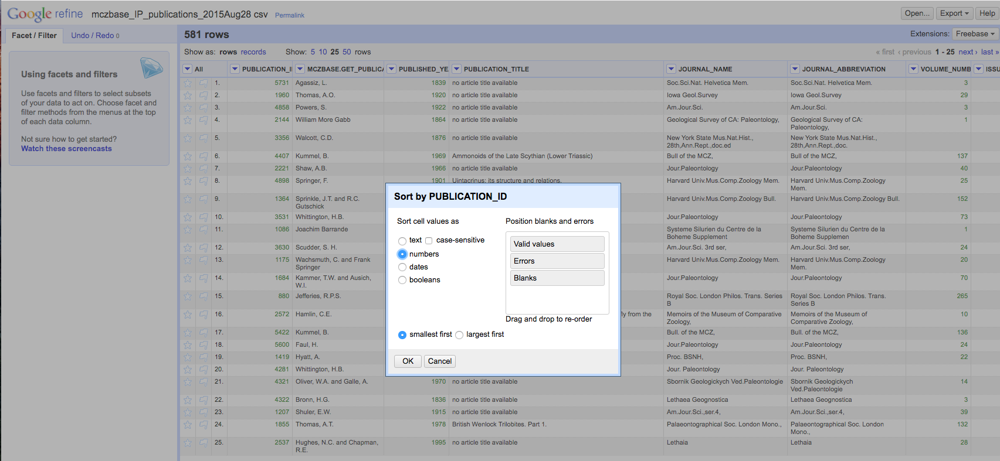 Google refine mczbase_IP_publications_2015Aug28 csv Permalink Open... Export Help
Facet / Filter Undo / Redo 0 581 rows Extensions: Freebase
Show as: rows records Show: 5 10 25 50 rows « first ‹ previous 1 - 25 next › last »
Using facets and filters
Use facets and filters to select subsets
of your data to act on. Choose facet and
filter methods from the menus at the top
of each data column.
Not sure how to get started?
Watch these screencasts
All PUBLICATION_I MCZBASE.GET_PUBLICA PUBLISHED_YE PUBLICATION_TITLE JOURNAL_NAME JOURNAL_ABBREVIATION VOLUME_NUMB ISSU
1. 5731 Agassiz, L. 1839 no article title available Soc.Sci.Nat. Helvetica Mem. Soc.Sci.Nat. Helvetica Mem. 3
2. 1960 Thomas, A.O. 1920 no article title available Iowa Geol.Survey Iowa Geol.Survey 29
3. 4858 Powers, S. 1922 no article title available Am.Jour.Sci. Am.Jour.Sci. 3
4. 2144 William More Gabb 1864 no article title available Geological Survey of CA: Paleontology, Geological Survey of CA: 1
Paleontology,
5. 3356 Walcott, C.D. 1876 no article title available New York State Mus.Nat.Hist., New York State Mus.Nat.Hist.,
28th,Ann.Rept.,doc.ed 28th,Ann.Rept.,doc.
6. 4407 Kummel, B. 1969 Ammonoids of the Late Scythian (Lower Triassic) Bull of the MCZ, Bull of the MCZ, 137
7. 2221 Shaw, A.B. 1966 no article title available Jour.Paleontology Jour.Paleontology 40
8. 4898 Springer, F. 1901 Uintacrinus: its structure and relations. Harvard Univ.Mus.Comp.Zoology Mem. Harvard Univ.Mus.Comp.Zoology 25
Mem.
9. 1364 Sprinkle, J.T. and R.C. Harvard Univ.Mus.Comp.Zoology Bull. Harvard Univ.Mus.Comp.Zoology Bull. 152
Gutschick
10. 3531 Whittington, H.B. Jour.Paleontology Jour.Paleontology 73
11. 1086 Joachim Barrande Systeme Silurien du Centre de la Systeme Silurien du Centre de la 1
Boheme Supplement Boheme Supplemen
12. 3630 Scudder, S. H. Am.Jour.Sci. 3rd ser, Am.Jour.Sci. 3rd ser, 24
13. 1175 Wachsmuth, C. and Frank Harvard Univ.Mus.Comp.Zoology Mem. Harvard Univ.Mus.Comp.Zoology 20
Springer Mem.
14. 1684 Kammer, T.W. and Ausich, Jour.Paleontology Jour.Paleontology 70
W.I.
15. 880 Jefferies, R.P.S. Royal Soc. London Philos. Trans. Series Royal Soc. London Philos. Trans. 265
B Series B
16. 2572 Hamlin, C.E. fly from the Memoirs of the Museum of Comparative Memoirs of the Museum of 10
Zoology, Comparative Zoology,
17. 5422 Kummel, B. Bull. of the MCZ, Bull. of the MCZ, 136
18. 5600 Faul, H. Jour.Paleontology Jour.Paleontology 24
19. 1419 Hyatt, A. Proc. BSNH, Proc. BSNH, 22
20. 4281 Whittington, H.B. Jour. Paleontology Jour. Paleontology
21. 4321 Oliver, W.A. and Galle, A. 1970 no article title available Sbornik Geologickych Ved.Paleontologie Sbornik Geologickych 14
Ved.Paleontologie
22. 4322 Bronn, H.G. 1836 no article title available Lethaea Geognostica Lethaea Geognostica 3
23. 1207 Shuler, E.W. 1915 no article title available Am.Jour.Sci.,ser.4, Am.Jour.Sci.,ser.4, 39
24. 1855 Thomas, A.T. 1978 British Wenlock Trilobites. Part 1. Palaeontographical Soc. London Mono., Palaeontographical Soc. London 132
Mono.,
25. 2537 Hughes, N.C. and Chapman, 1995 no article title available Lethaia Lethaia 28
R.E.
Sort by PUBLICATION_ID
Sort cell values as Position blanks and errors
text case-sensitive
numbers
dates
booleans
Valid values
Errors
Blanks
Drag and drop to re-order
smallest first largest first
OK Cancel